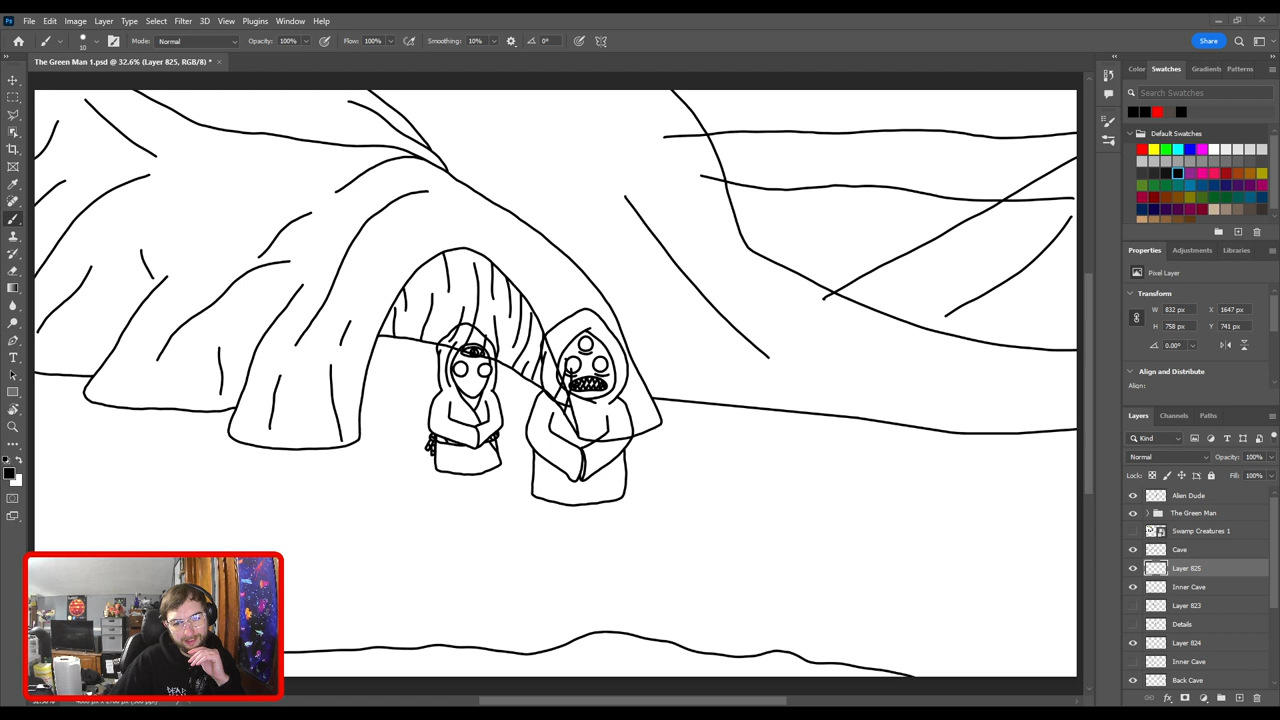 Ps File Edit Image Layer Type Select Filter 3D View Plugins Window Help
10 Mode: Normal Opacity: 100% Flow: 100% Smoothing: 10% 0° Share
The Green Man 1.psd @ 32.6% (Layer 825, RGB/8) * ×
Color Swatches Gradients Patterns
Search Swatches
Default Swatches
Properties Adjustments Libraries
Pixel Layer
Transform
W 832 px X 1647 px
H 758 px Y 741 px
0.00°
Align and Distribute
Align:
Layers Channels Paths
Kind
Normal Opacity: 100%
Lock: Fill: 100%
Alien Dude
The Green Man
Swamp Creatures 1
Cave
Layer 825
Inner Cave
Layer 823
Details
Layer 824
Inner Cave
Back Cave
fx